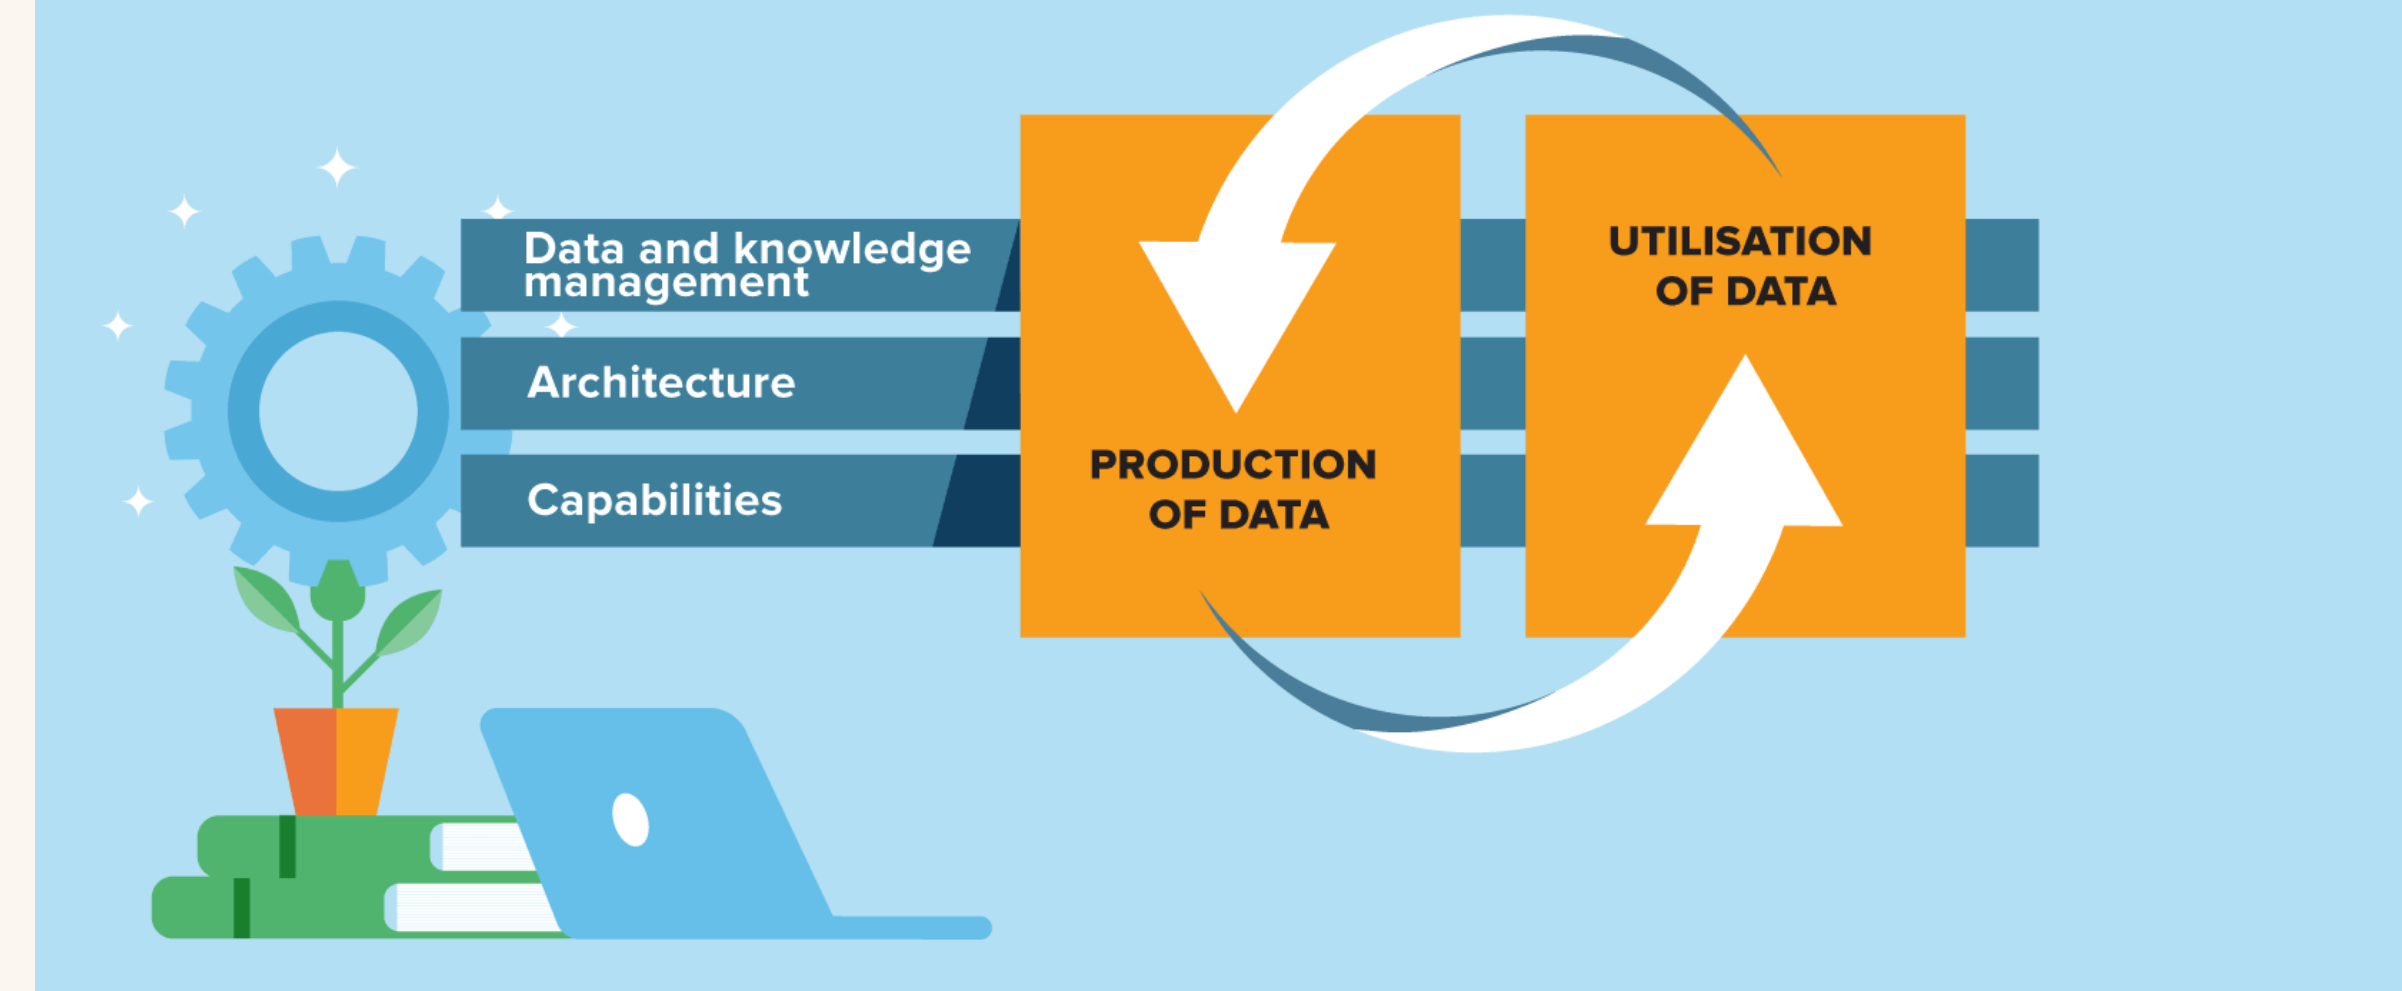 Data and knowledge
management
Architecture
Capabilities
PRODUCTION
OF DATA
UTILISATION
OF DATA